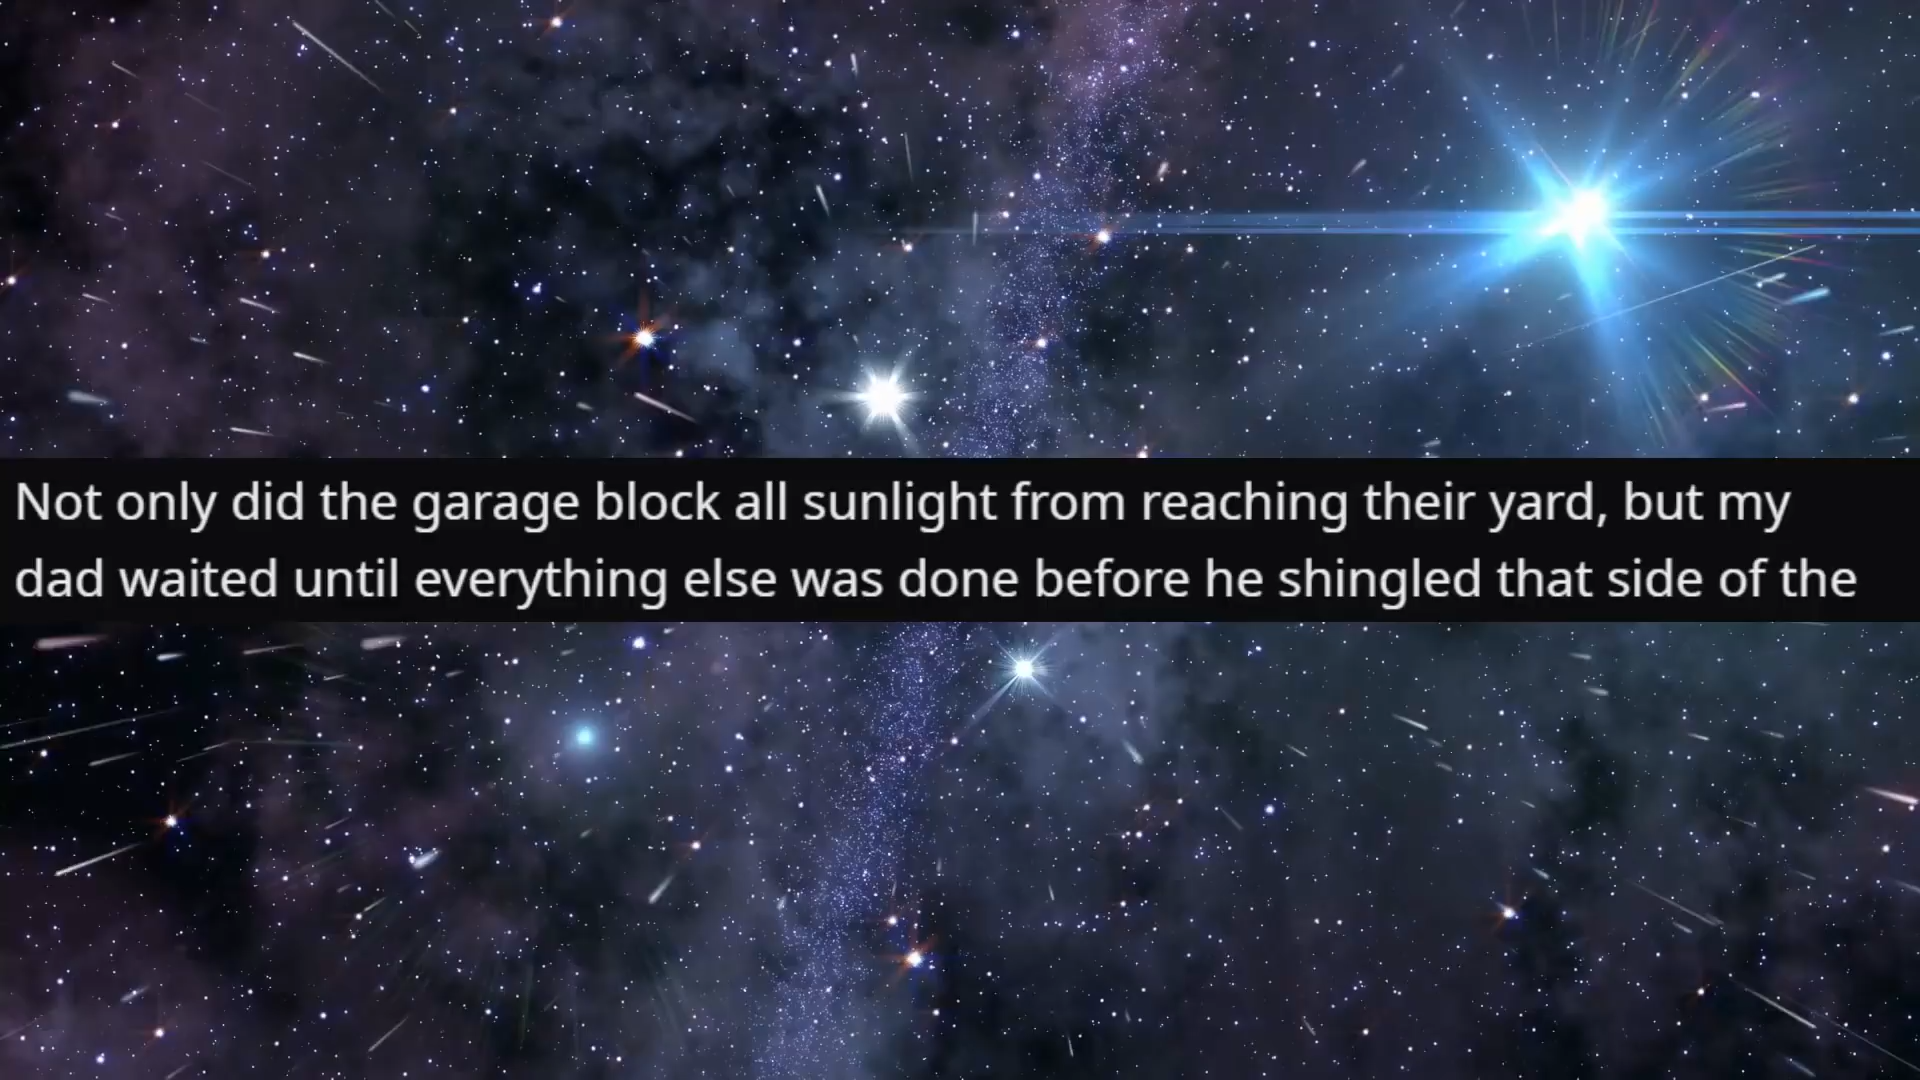 Not only did the garage block all sunlight from reaching their yard, but my
dad waited until everything else was done before he shingled that side of the